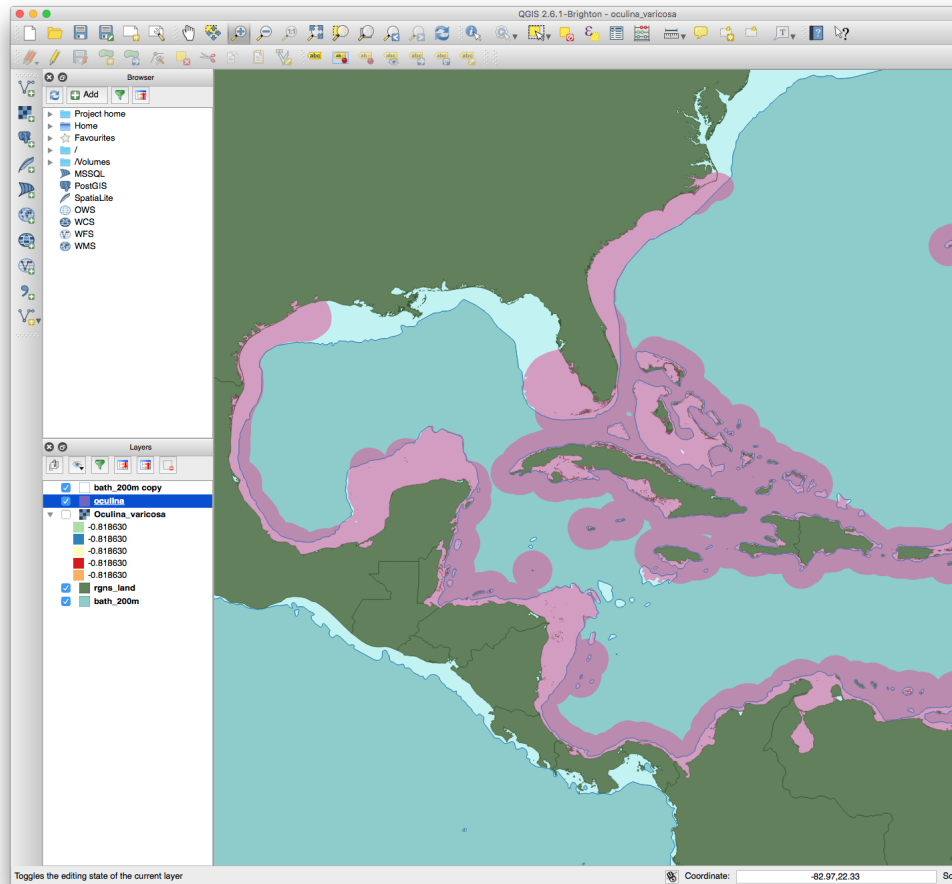 QGIS 2.6.1-Brighton - oculina_varicosa
Browser
Add
Project home
Home
Favourites
/
/Volumes
MSSQL
PostGIS
SpatiaLite
OWS
WCS
WFS
WMS
Layers
bath_200m copy
oculina
Oculina_varicosa
-0.818630
-0.818630
-0.818630
-0.818630
-0.818630
rgns_land
bath_200m
Toggles the editing state of the current layer
Coordinate:
-82.97,22.33